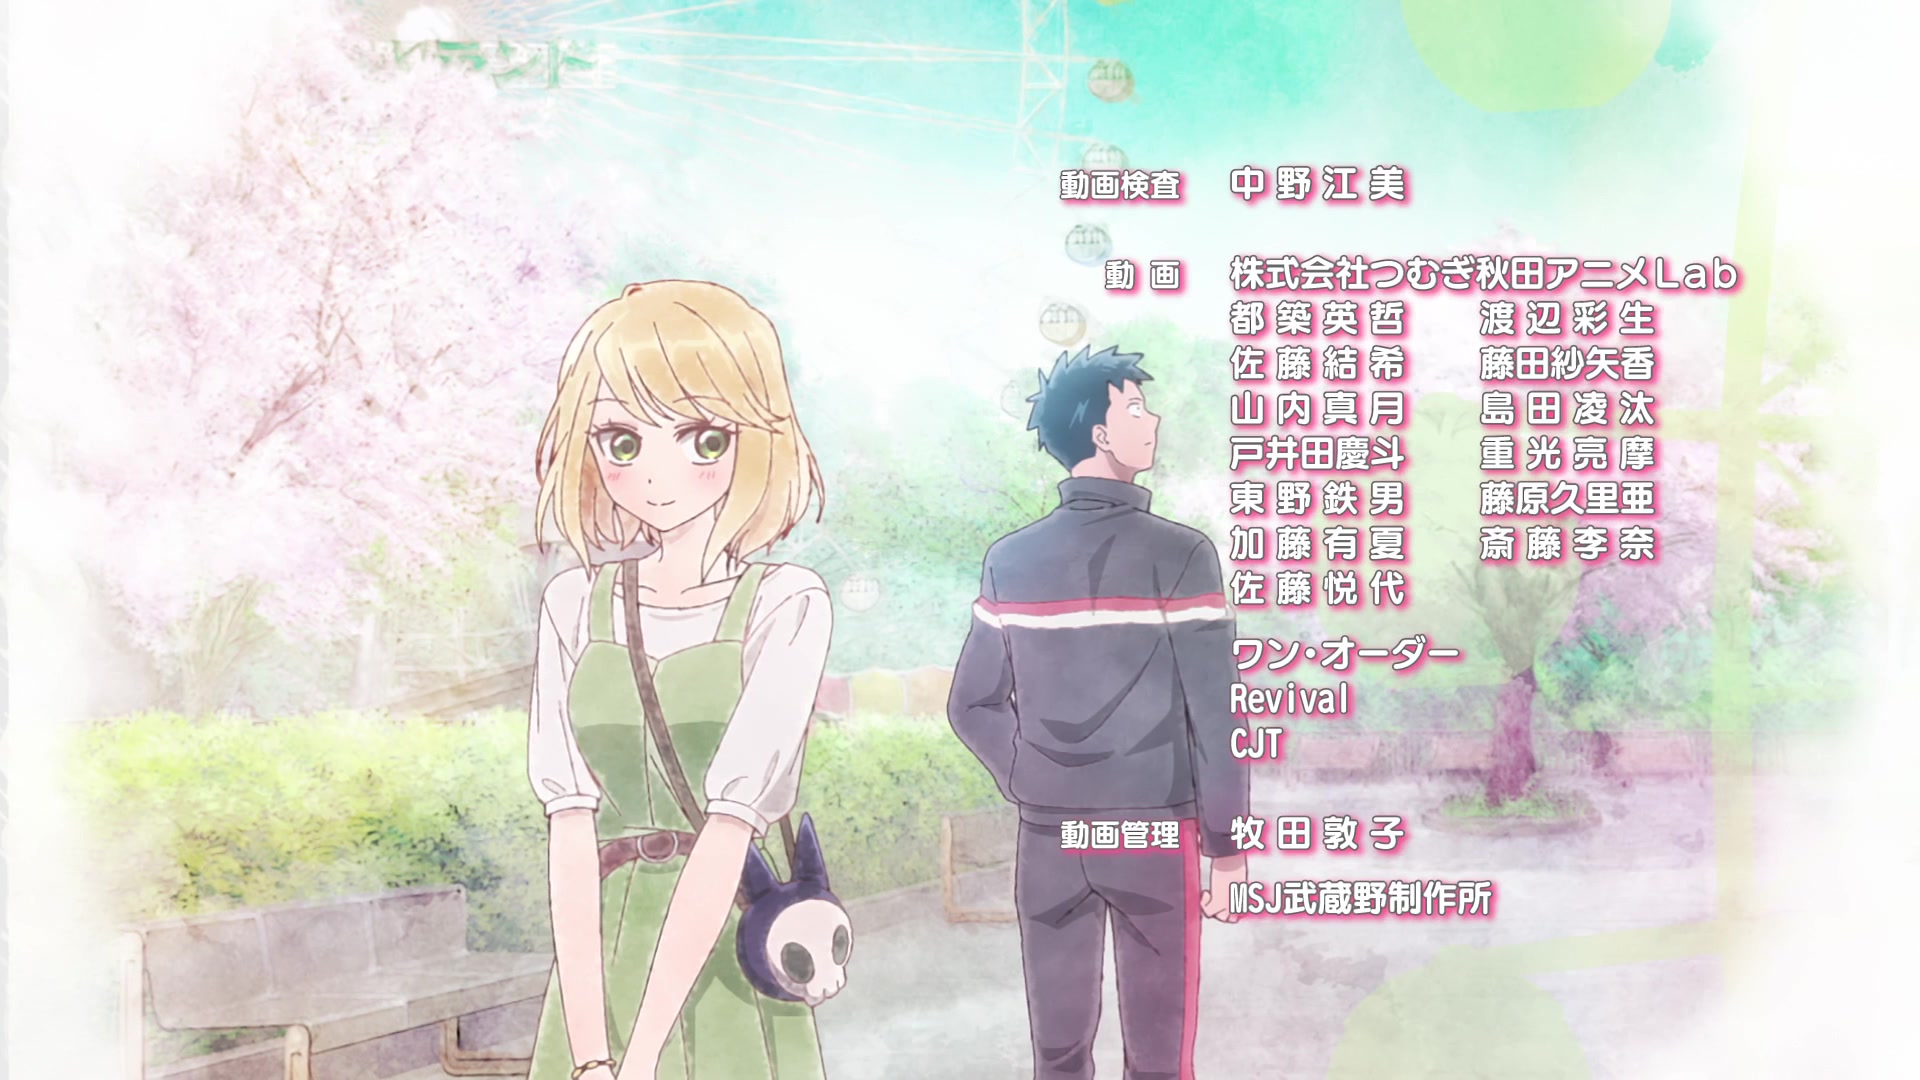 動画検査 中野江美
動画 株式会社つむぎ秋田アニメLab
都築英哲 渡辺彩生
佐藤結希 藤田紗矢香
山内真月 島田凌汰
戸井田慶斗 重光亮摩
東野鉄男 藤原久里亜
加藤有夏 斎藤李奈
佐藤悦代
ワン・オーダー
Revival
CJT
動画管理 牧田敦子
MSJ武蔵野制作所